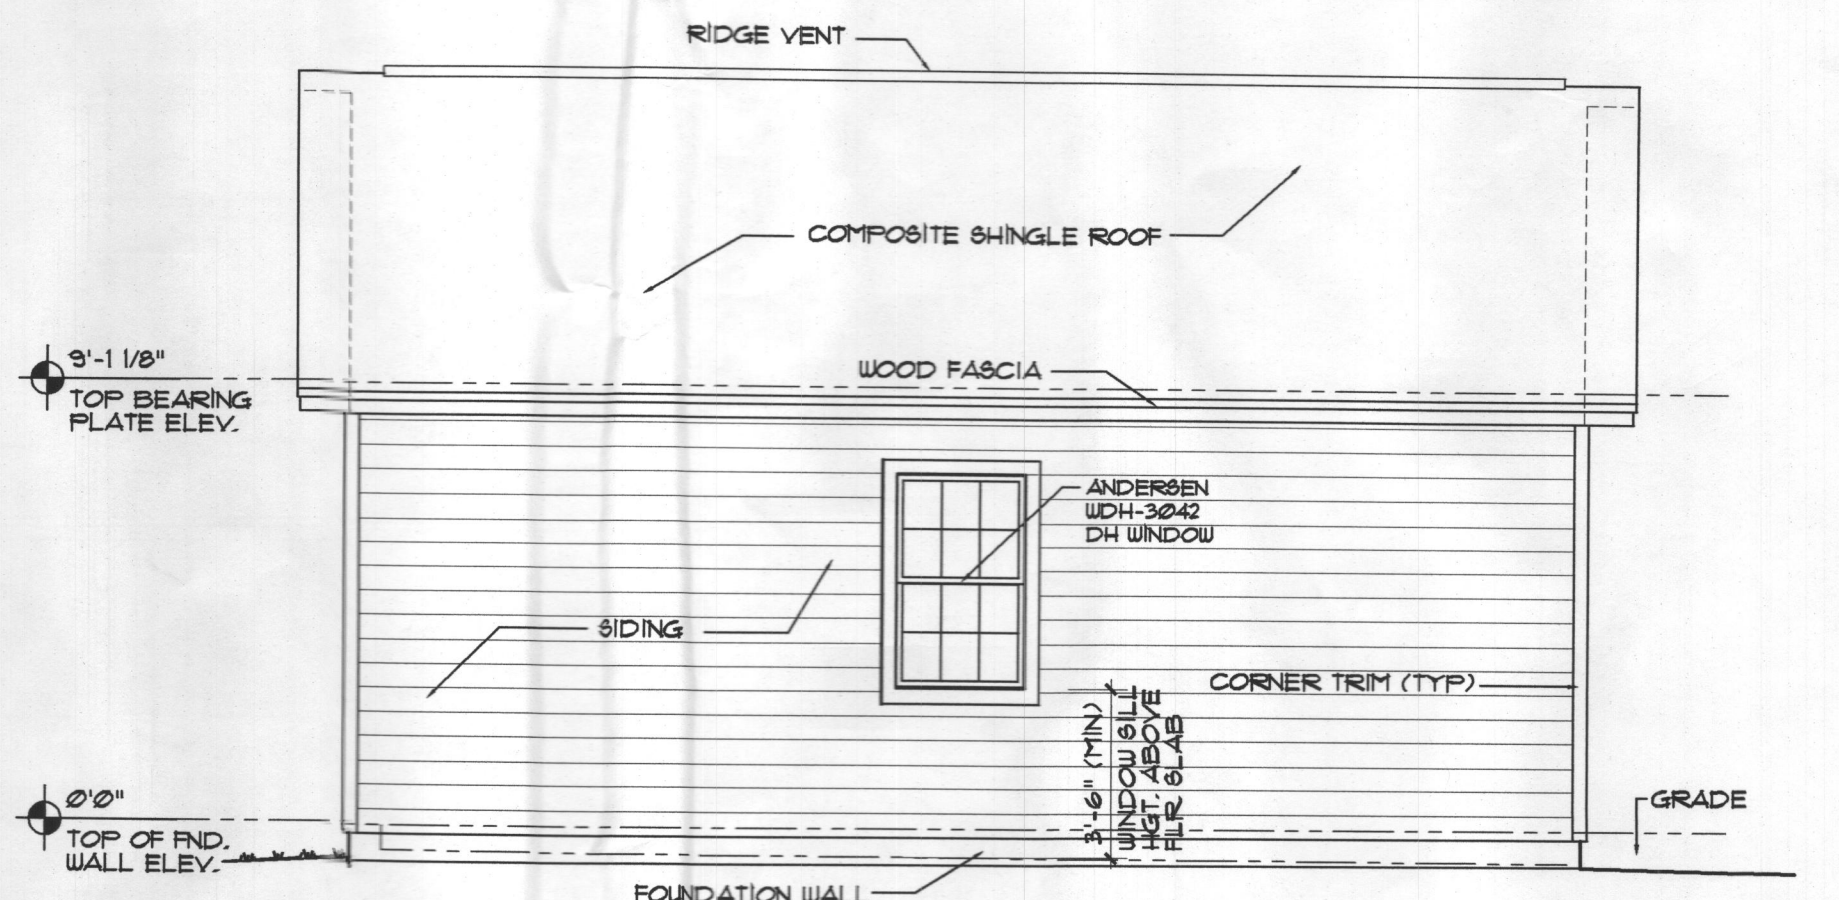 RIDGE VENT
COMPOSITE SHINGLE ROOF
9'-1 1/8"
TOP BEARING
PLATE ELEV.
WOOD FASCIA
ANDERSEN
WDH-3042
DH WINDOW
SIDING
CORNER TRIM (TYP)
3'-6" (MIN)
WINDOW SILL
HGT. ABOVE
FLR SLAB
0'0"
TOP OF FND.
WALL ELEV.
GRADE
FOUNDATION WALL